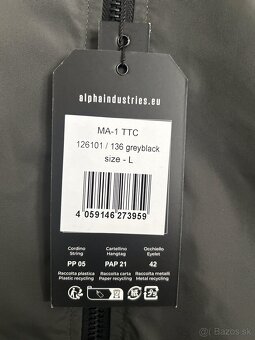 alphaindustries.eu
MA-1 TTC
126101 / 136 greyblack
size - L
4 059146 273959
Cordino Cartellino Occhiello
String Hangtag Eyelet
PP 05 PAP 21 42
Raccolta plastica Raccolta carta Raccolta metalli
Plastic recycling Paper recycling Metal recycling
bazos.sk